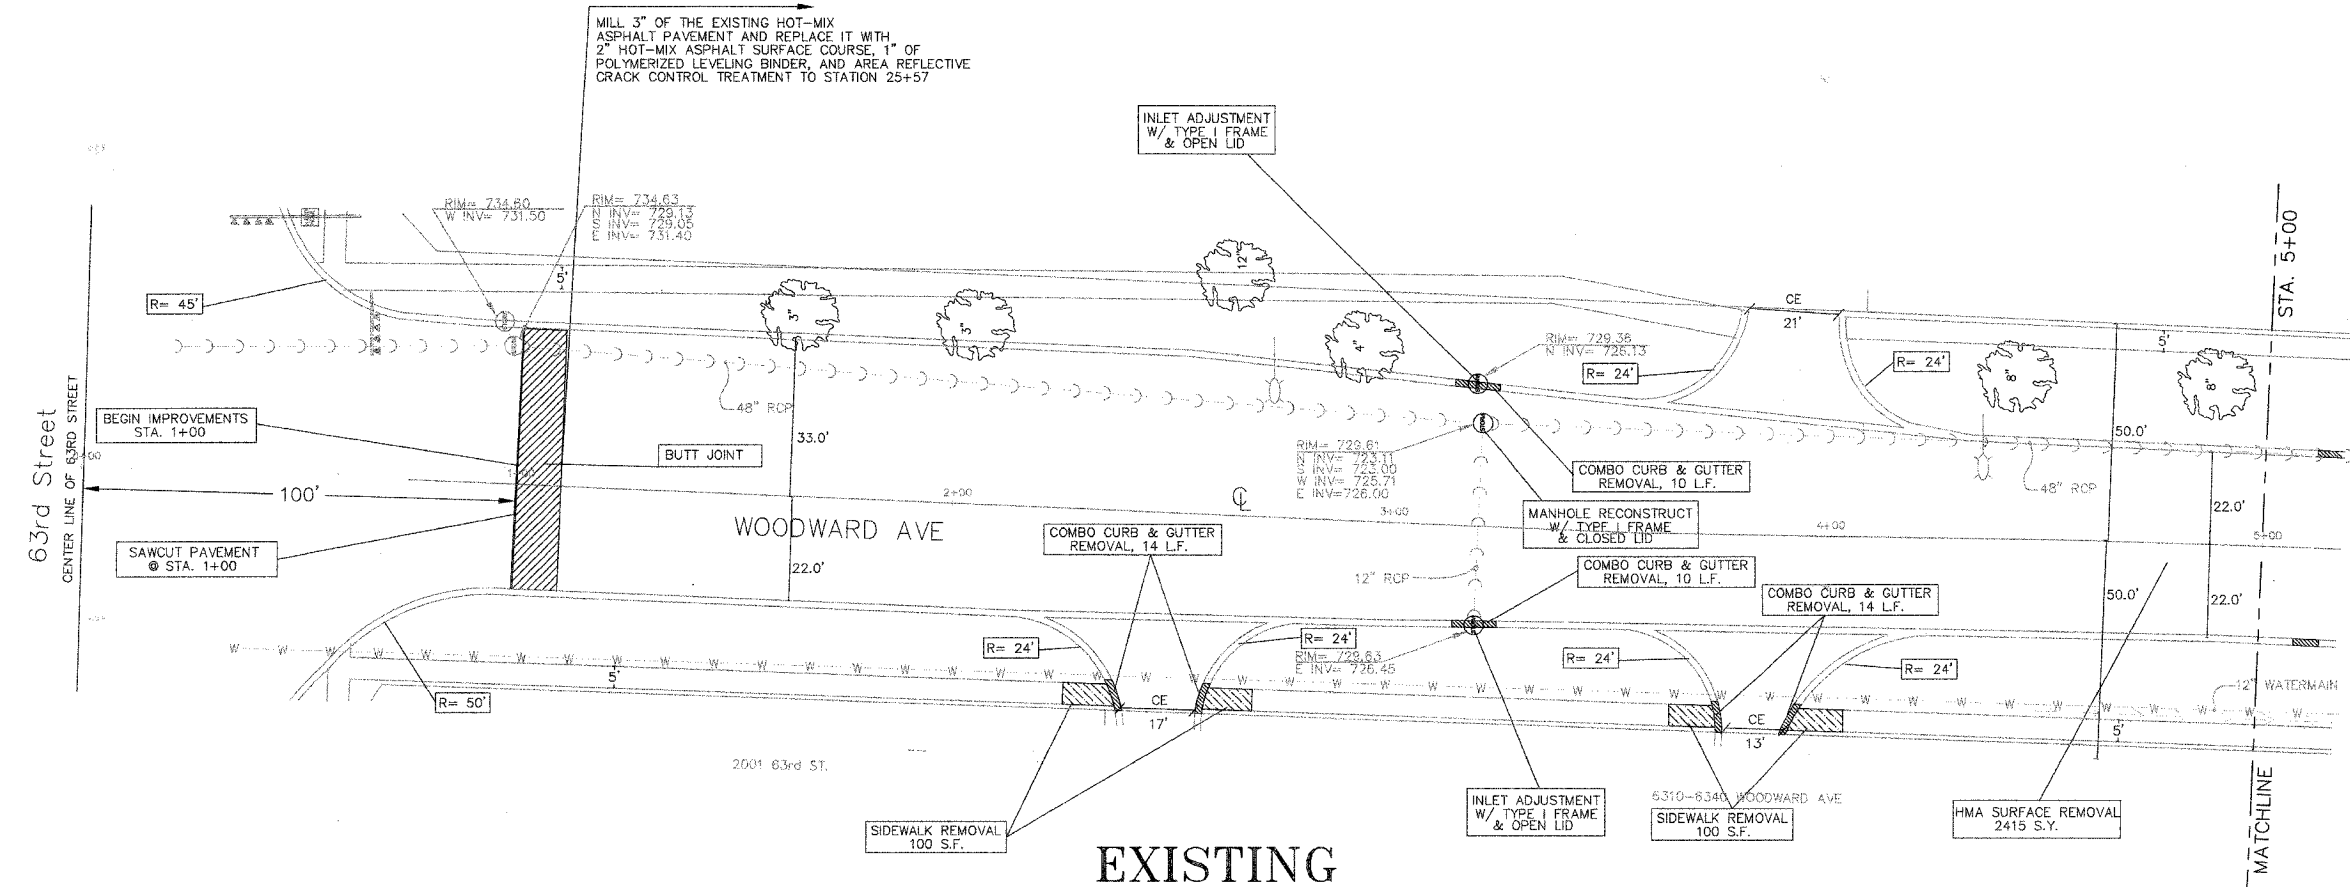 MILL 3" OF THE EXISTING HOT-MIX
ASPHALT PAVEMENT AND REPLACE IT WITH
2" HOT-MIX ASPHALT SURFACE COURSE, 1" OF
POLYMERIZED LEVELING BINDER, AND AREA REFLECTIVE
CRACK CONTROL TREATMENT TO STATION 25+57
INLET ADJUSTMENT
W/ TYPE I FRAME
& OPEN LID
RIM= 734.60
W INV= 731.50
RIM= 734.63
N INV= 729.13
S INV= 729.05
E INV= 731.40
STA. 5+00
R= 45'
5'
3"
3"
12"
4"
CE
21'
RIM= 729.36
N INV= 726.13
R= 24'
R= 24'
8"
5'
8"
48" RCP
BEGIN IMPROVEMENTS
STA. 1+00
BUTT JOINT
33.0'
63rd Street
CENTER LINE OF 63RD STREET
100'
SAWCUT PAVEMENT
@ STA. 1+00
2+00
WOODWARD AVE
22.0'
RIM= 729.61
N INV= 723.11
S INV= 723.00
W INV= 725.71
E INV=726.00
3+00
COMBO CURB & GUTTER
REMOVAL, 10 L.F.
MANHOLE RECONSTRUCT
W/ TYPE I FRAME
& CLOSED LID
4+00
50.0'
48" RCP
22.0'
5+00
COMBO CURB & GUTTER
REMOVAL, 14 L.F.
12" RCP
COMBO CURB & GUTTER
REMOVAL, 10 L.F.
COMBO CURB & GUTTER
REMOVAL, 14 L.F.
50.0'
22.0'
R= 24'
R= 24'
RIM= 729.63
E INV= 726.45
R= 24'
R= 24'
W W W W W W W W W
5'
R= 50'
CE
17'
CE
13'
12" WATERMAIN
5'
2001 63rd ST.
SIDEWALK REMOVAL
100 S.F.
INLET ADJUSTMENT
W/ TYPE I FRAME
& OPEN LID
6310-6340 WOODWARD AVE
SIDEWALK REMOVAL
100 S.F.
HMA SURFACE REMOVAL
2415 S.Y.
MATCHLINE
EXISTING